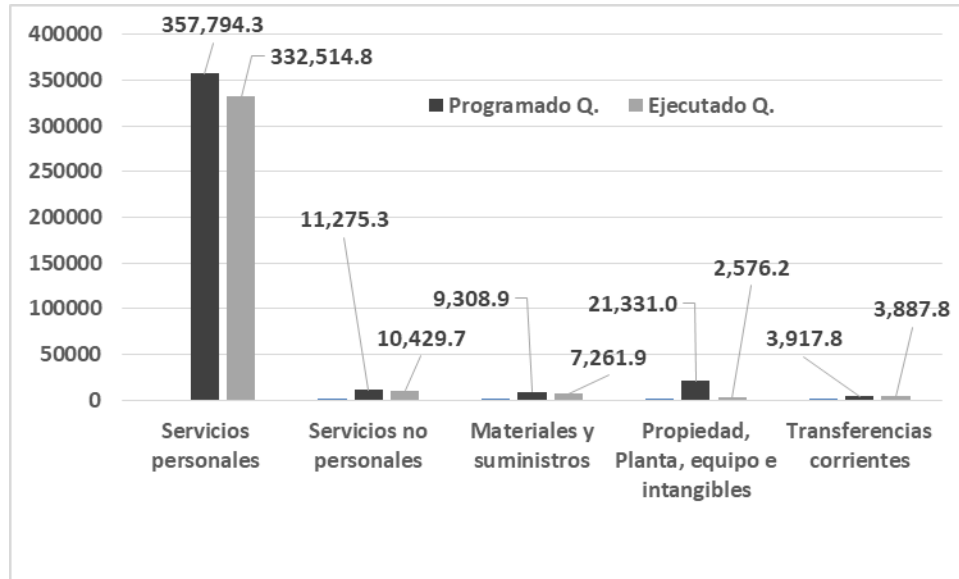 357,794.3
400000
332,514.8
350000
Programado Q.
Ejecutado Q.
300000
250000
200000
11,275.3
150000
2,576.2
9,308.9
21,331.0
3,887.8
100000
10,429.7
3,917.8
7,261.9
50000
0
Servicios
personales
Servicios no
personales
Materiales y
suministros
Propiedad,
Planta, equipo e
intangibles
Transferencias
corrientes